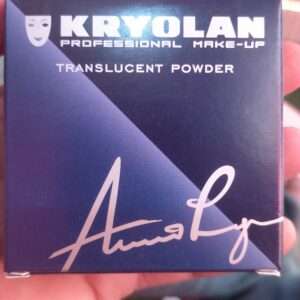 KRYOLAN
PROFESSIONAL MAKE-UP
TRANSLUCENT POWDER